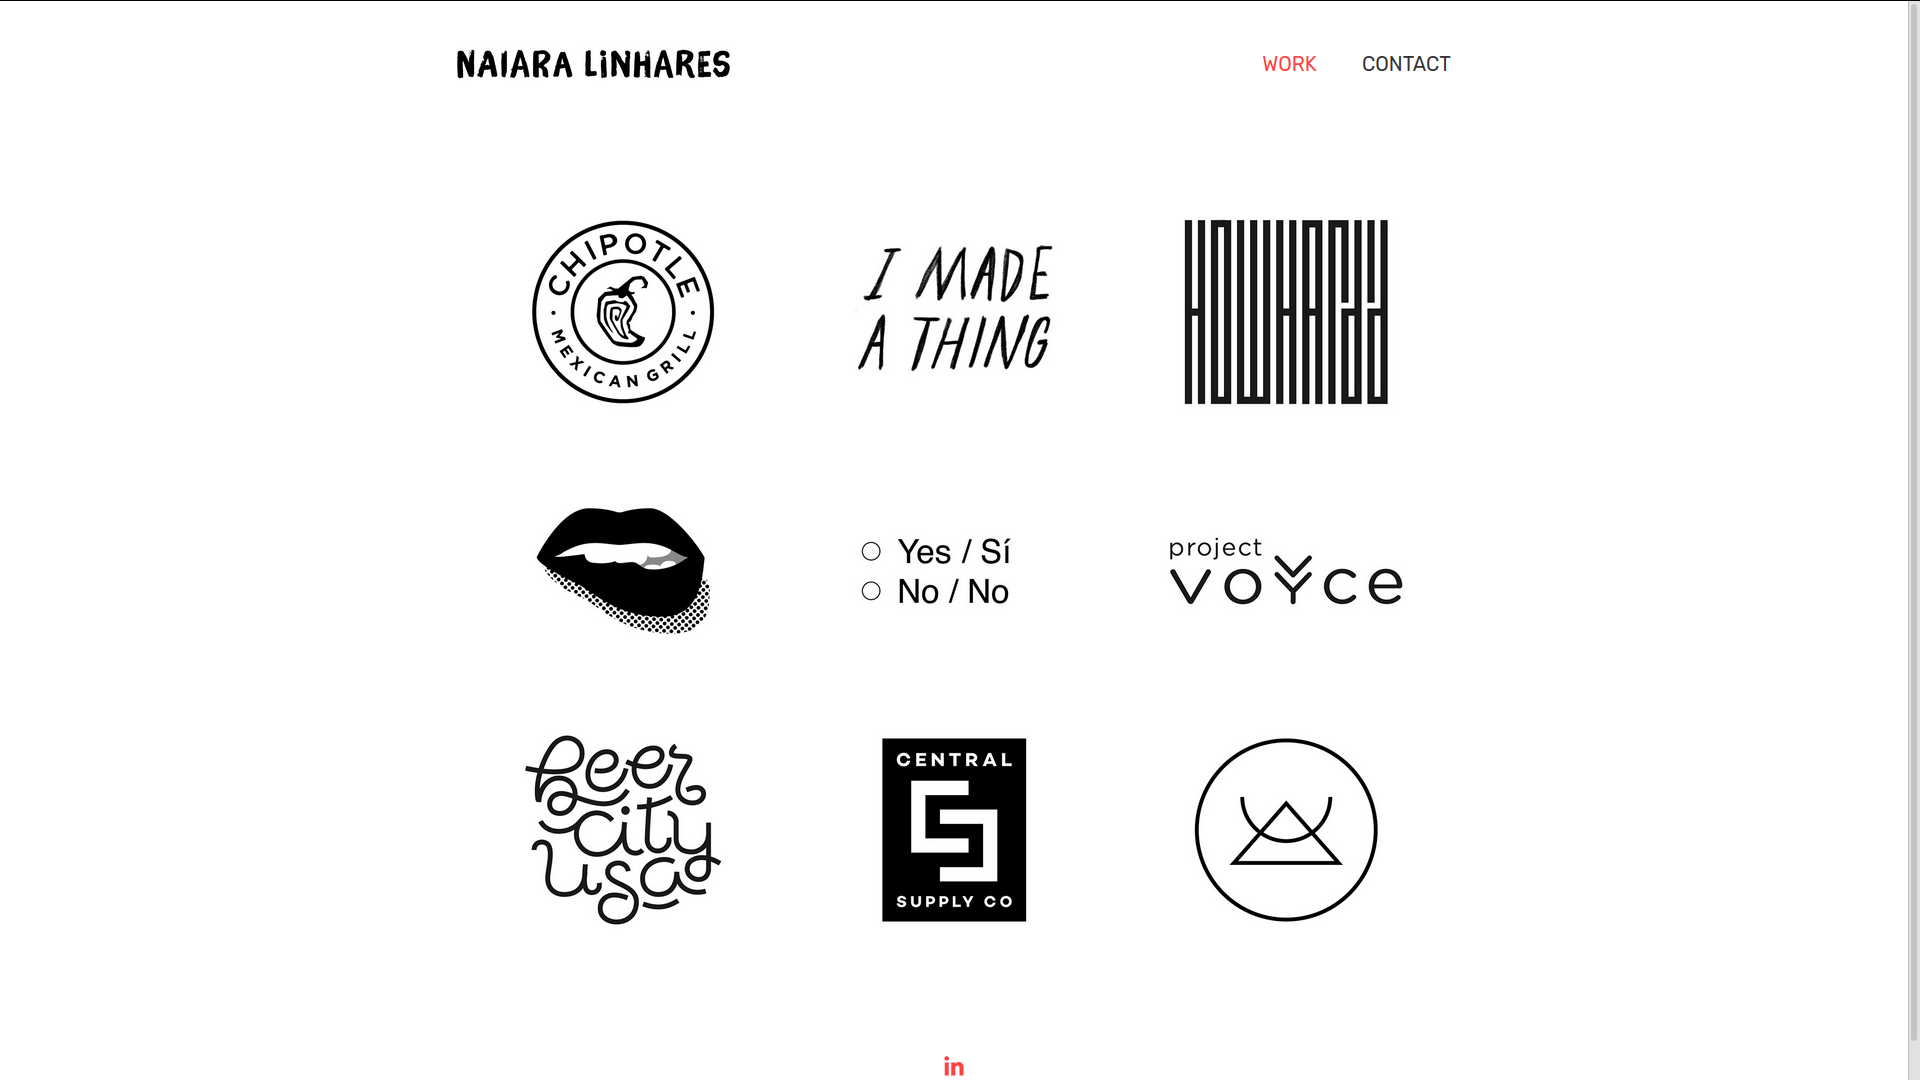 NAIARA LiNHARES
WORK
CONTACT
CHIPOTLE
MEXICAN GRILL
I MADE
A THING
Yes / Sí
No / No
project
voyce
beer
city
usa
CENTRAL
SUPPLY CO
in